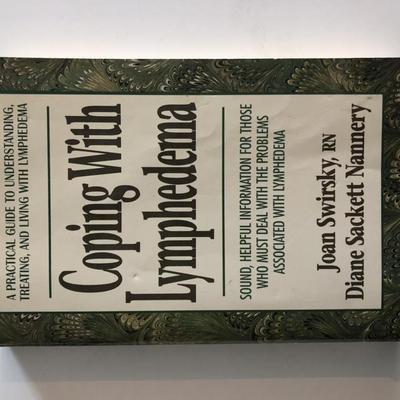 A PRACTICAL GUIDE TO UNDERSTANDING,
TREATING, AND LIVING WITH LYMPHEDEMA
Coping With
Lymphedema
SOUND, HELPFUL INFORMATION FOR THOSE
WHO MUST DEAL WITH THE PROBLEMS
ASSOCIATED WITH LYMPHEDEMA
Joan Swirsky, RN
Diane Sackett Nannery